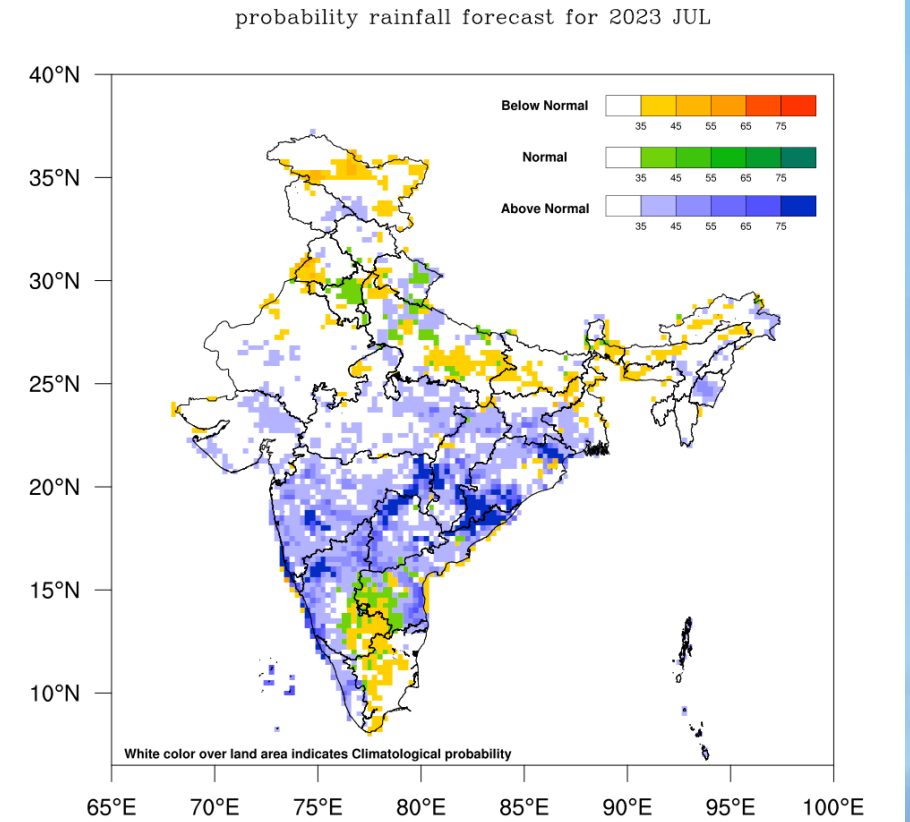 probability rainfall forecast for 2023 JUL
40°N
Below Normal
35 45 55 65 75
Normal
35 45 55 65 75
35°N
Above Normal
35 45 55 65 75
30°N
25°N
20°N
15°N
10°N
White color over land area indicates Climatological probability
65°E 70°E 75°E 80°E 85°E 90°E 95°E 100°E